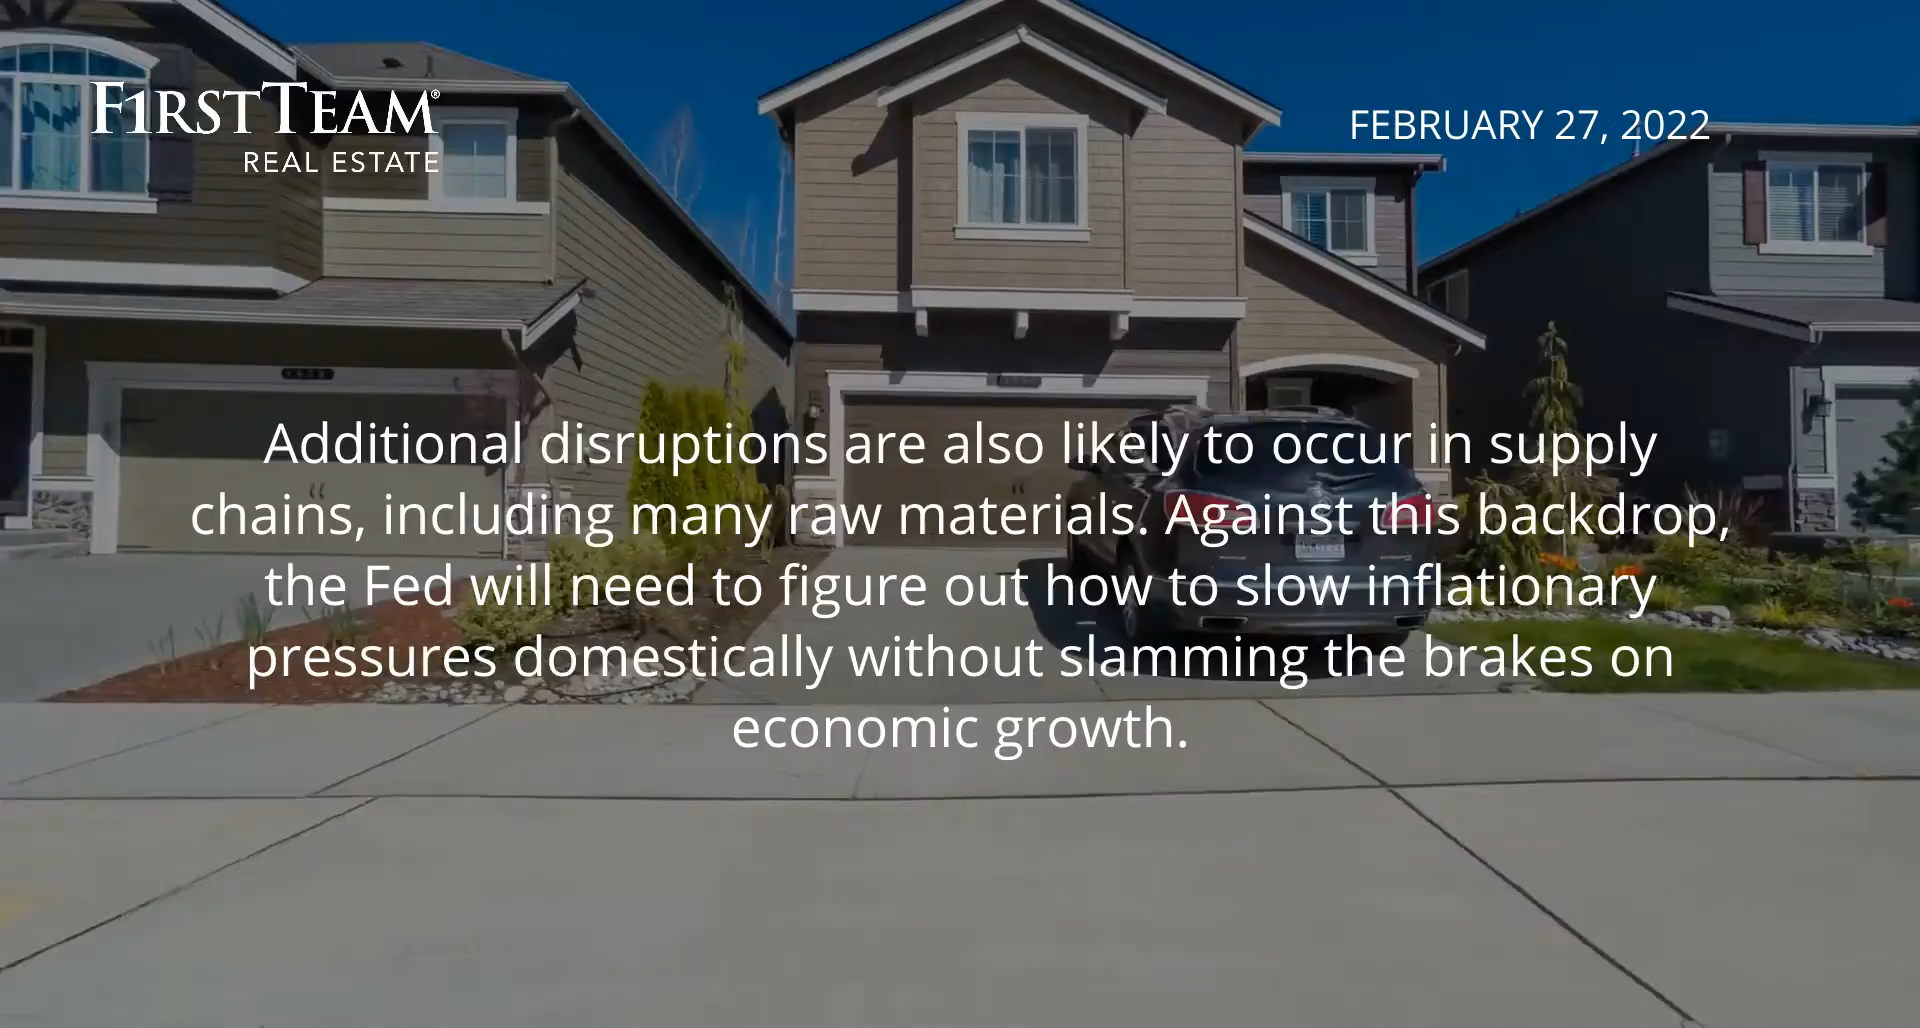 F1RSTTEAM®
REAL ESTATE
FEBRUARY 27, 2022
Additional disruptions are also likely to occur in supply
chains, including many raw materials. Against this backdrop,
the Fed will need to figure out how to slow inflationary
pressures domestically without slamming the brakes on
economic growth.